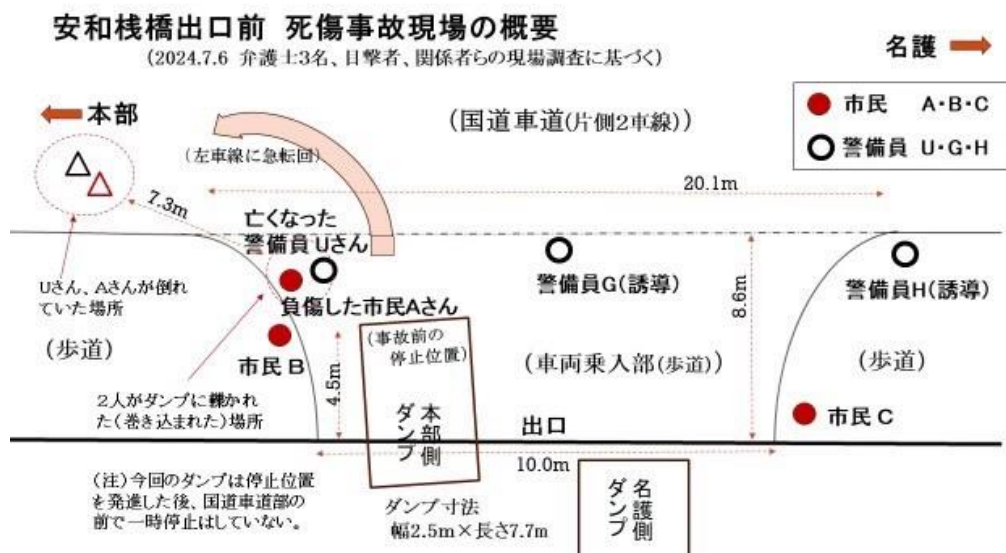 安和桟橋出口前 死傷事故現場の概要
(2024.7.6 弁護士3名、目撃者、関係者らの現場調査に基づく)
名護
本部
市民 A・B・C
警備員 U・G・H
(国道車道(片側2車線))
(左車線に急転回)
20.1m
7.3m
亡くなった
警備員 Uさん
負傷した市民Aさん
警備員G(誘導)
警備員H(誘導)
8.6m
Uさん、Aさんが倒れ
ていた場所
(歩道)
市民 B
4.5m
(事故前の
停止位置)
本部側
ダンプ
(車両乗入部(歩道))
(歩道)
市民 C
2人がダンプに轢かれ
た(巻き込まれた)場所
出口
10.0m
(注)今回のダンプは停止位置
を発進した後、国道車道部の
前で一時停止はしていない。
ダンプ寸法
幅2.5m×長さ7.7m
名護側
ダンプ